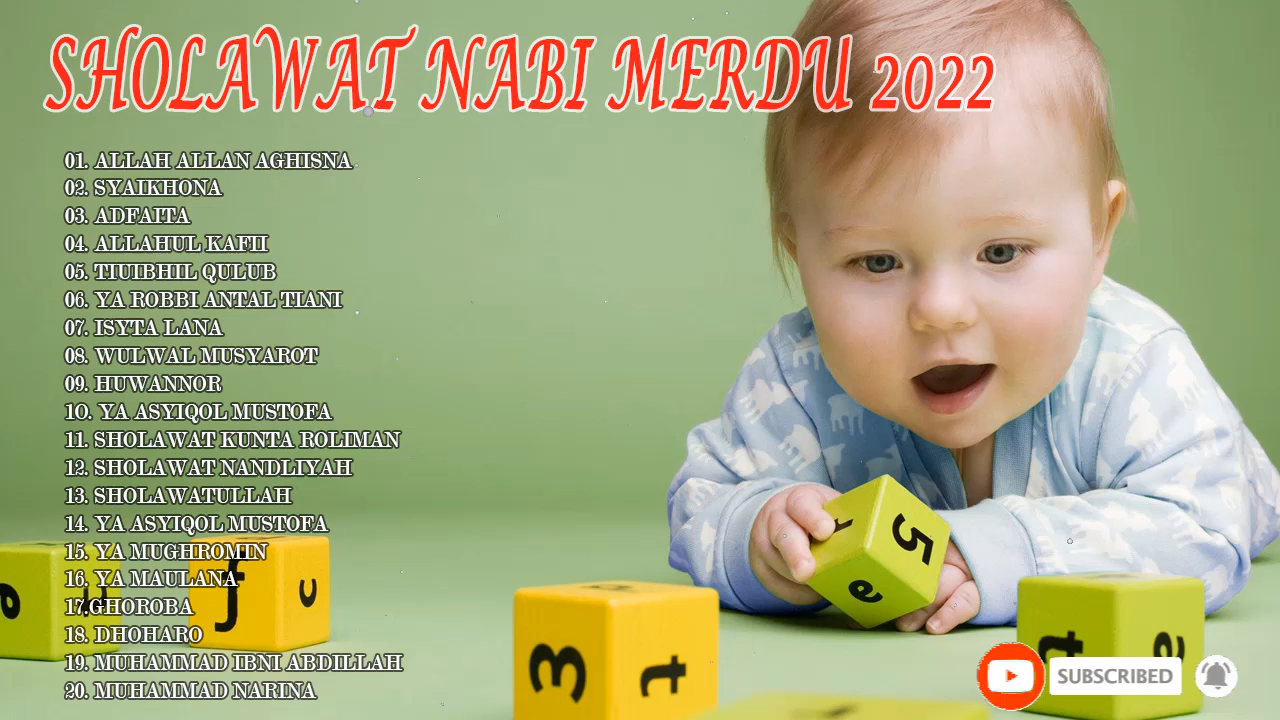 SHOLAWAT NABI MERDU 2022
01. ALLAH ALLAN AGHISNA
02. SYAIKHONA
03. ADFAITA
04. ALLAHUL KAFII
05. TIUIBHIL QULUB
06. YA ROBBI ANTAL TIANI
07. ISYTA LANA
08. WULWAL MUSYAROT
09. HUWANNOR
10. YA ASYIQOL MUSTOFA
11. SHOLAWAT KUNTA ROLIMAN
12. SHOLAWAT NANDLIYAH
13. SHOLAWATULLAH
14. YA ASYIQOL MUSTOFA
15. YA MUGHROMIN
16, YA MAULANA
17.GHOROBA
18. DHOHARO
19. MUHAMMAD IBNI ABDILLAH
20. MUHAMMAD NARINA
5
e
f
c
3
t
t
a
SUBSCRIBED